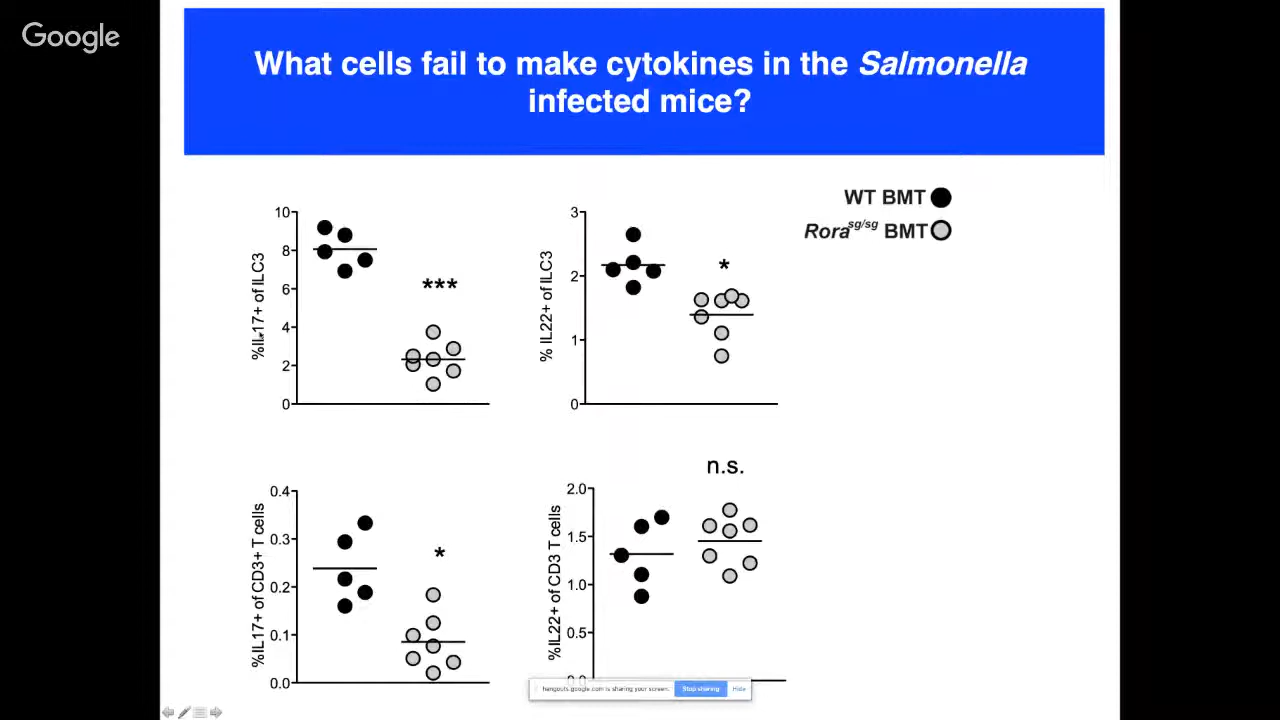 Google
What cells fail to make cytokines in the Salmonella
infected mice?
WT BMT
Rora^sg/sg BMT
%IL17+ of ILC3
10
8
6
4
2
0
***
% IL22+ of ILC3
3
2
1
0
*
%IL17+ of CD3+ T cells
0.4
0.3
0.2
0.1
0.0
*
%IL22+ of CD3 T cells
2.0
1.5
1.0
0.5
0.0
n.s.
hangouts.google.com is sharing your screen.
Stop sharing
Hide